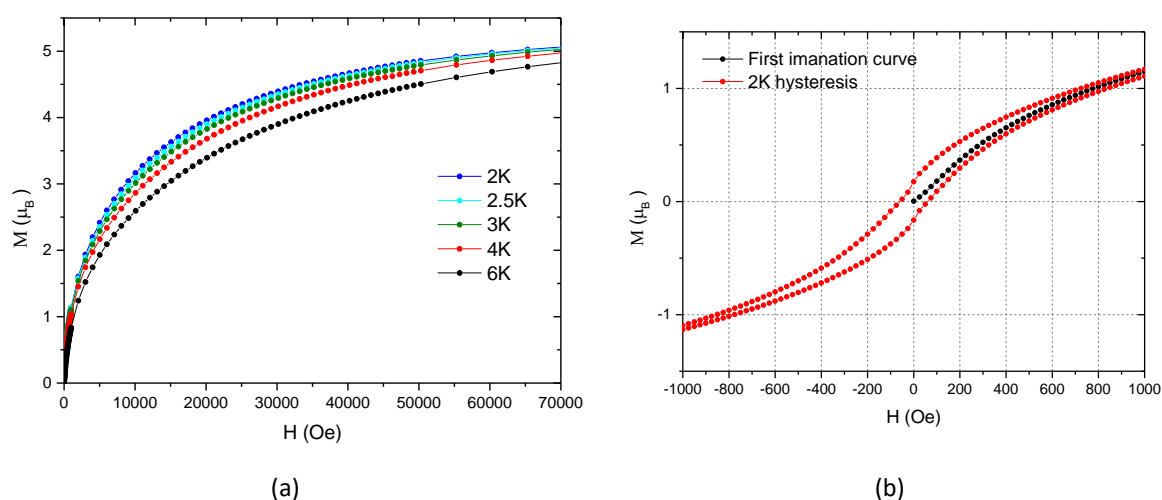 5
4
3
2
1
0
M (μB)
0 10000 20000 30000 40000 50000 60000 70000
H (Oe)
2K
2.5K
3K
4K
6K
(a)
First imanation curve
2K hysteresis
1
0
-1
M (μB)
-1000 -800 -600 -400 -200 0 200 400 600 800 1000
H (Oe)
(b)